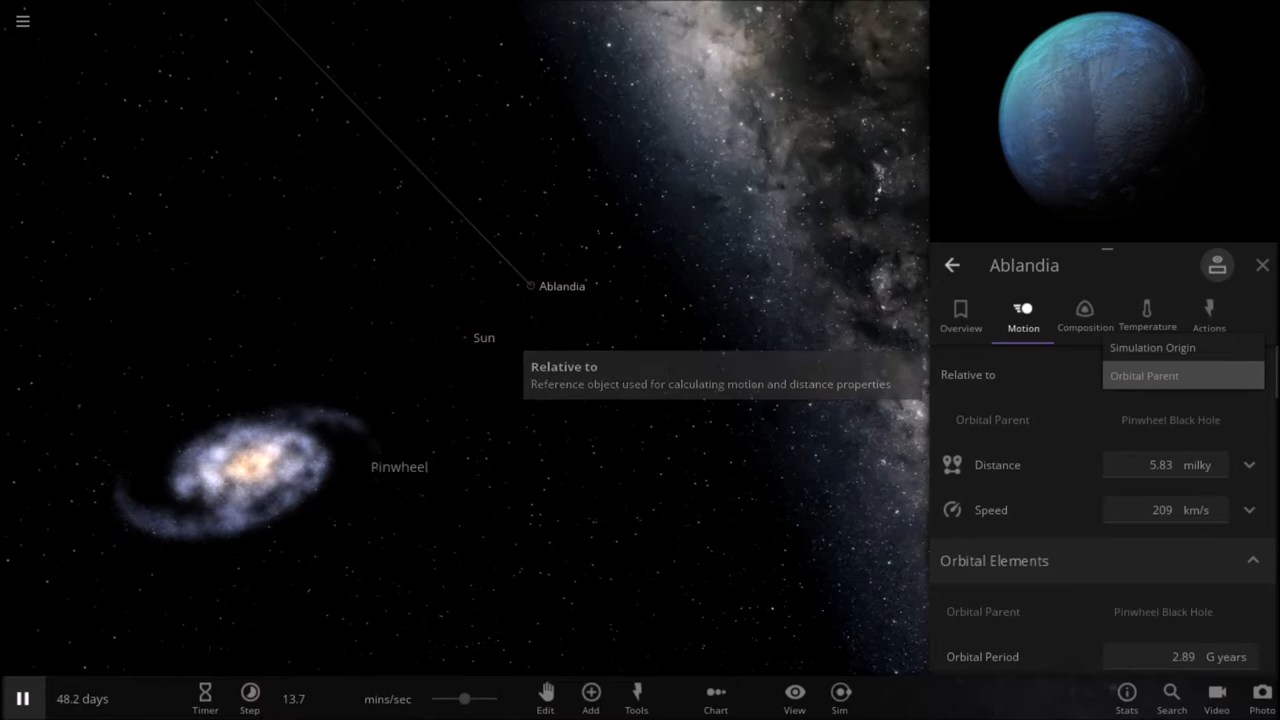 Ablandia
Sun
Relative to
Reference object used for calculating motion and distance properties
Pinwheel
Ablandia
Overview
Motion
Composition
Temperature
Actions
Simulation Origin
Relative to
Orbital Parent
Orbital Parent Pinwheel Black Hole
Distance 5.83 milky
Speed 209 km/s
Orbital Elements
Orbital Parent Pinwheel Black Hole
Orbital Period 2.89 G years
48.2 days
Timer
Step
13.7 mins/sec
Edit
Add
Tools
Chart
View
Sim
Stats
Search
Video
Photo